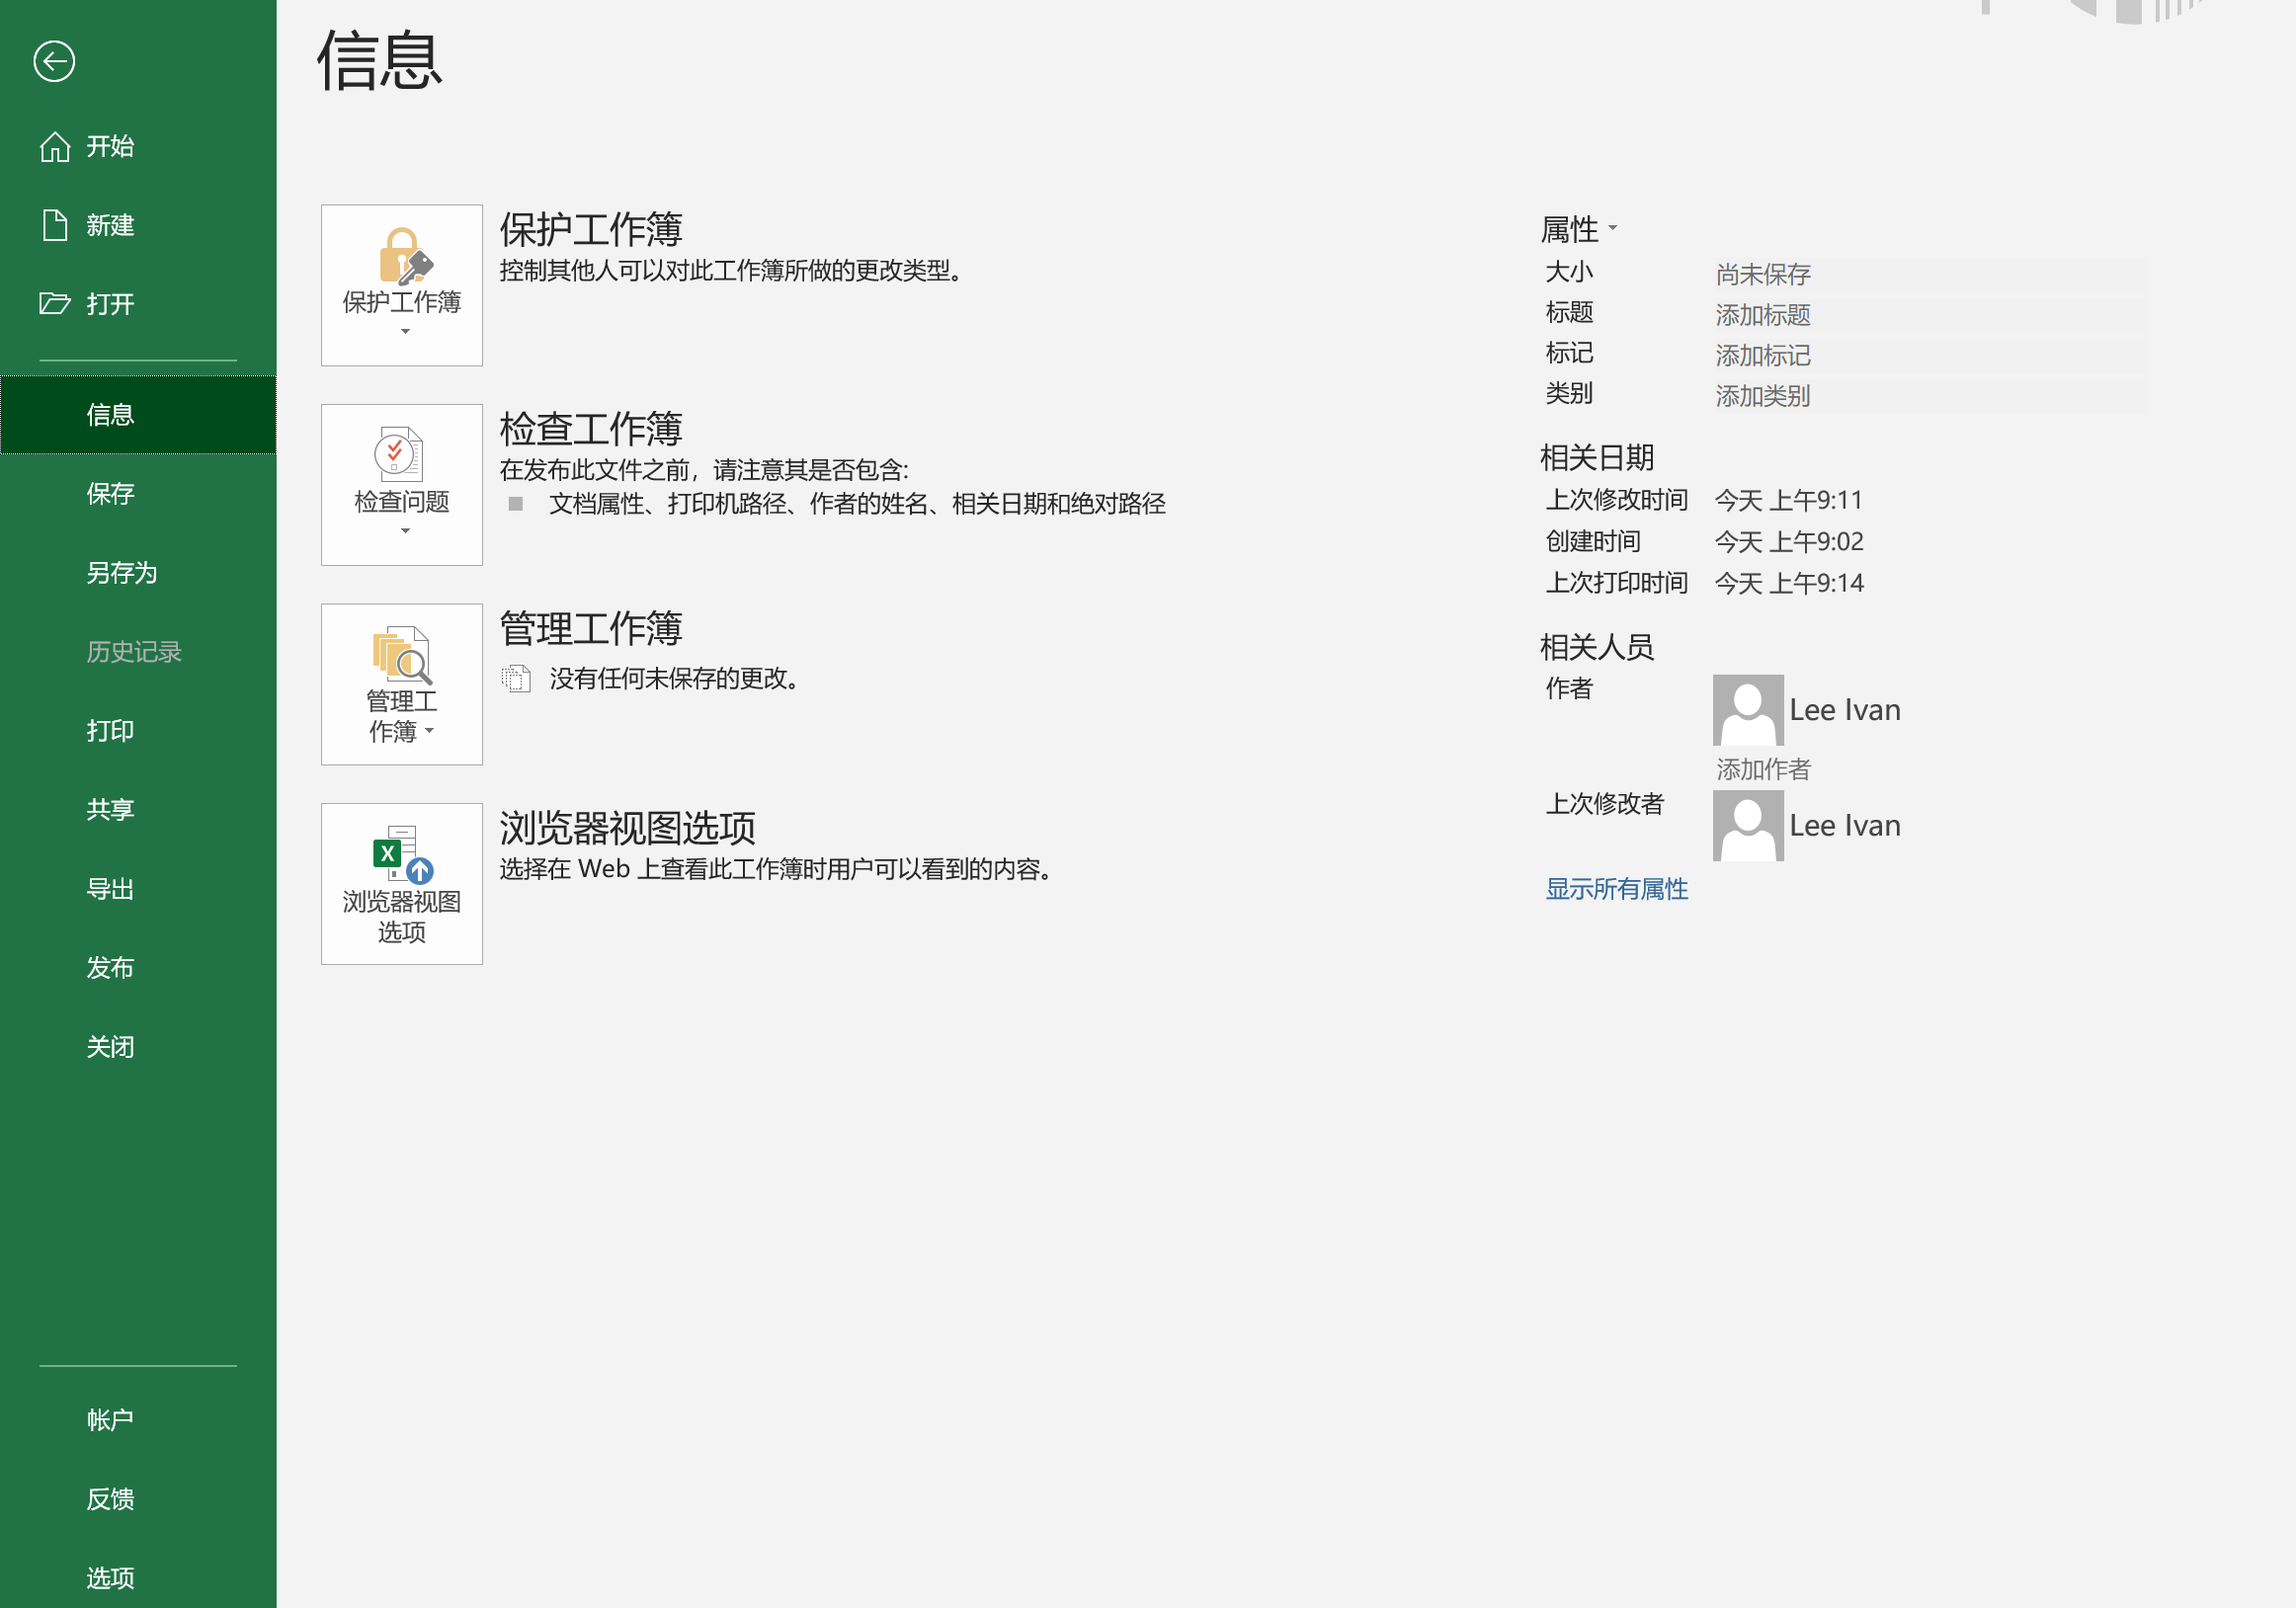 信息
开始
新建
打开
信息
保存
另存为
历史记录
打印
共享
导出
发布
关闭
帐户
反馈
选项
保护工作簿
保护工作簿
控制其他人可以对此工作簿所做的更改类型。
检查问题
检查工作簿
在发布此文件之前，请注意其是否包含:
文档属性、打印机路径、作者的姓名、相关日期和绝对路径
管理工
作簿
管理工作簿
没有任何未保存的更改。
浏览器视图
选项
浏览器视图选项
选择在 Web 上查看此工作簿时用户可以看到的内容。
属性
大小 尚未保存
标题 添加标题
标记 添加标记
类别 添加类别
相关日期
上次修改时间 今天 上午9:11
创建时间 今天 上午9:02
上次打印时间 今天 上午9:14
相关人员
作者 Lee Ivan
添加作者
上次修改者 Lee Ivan
显示所有属性